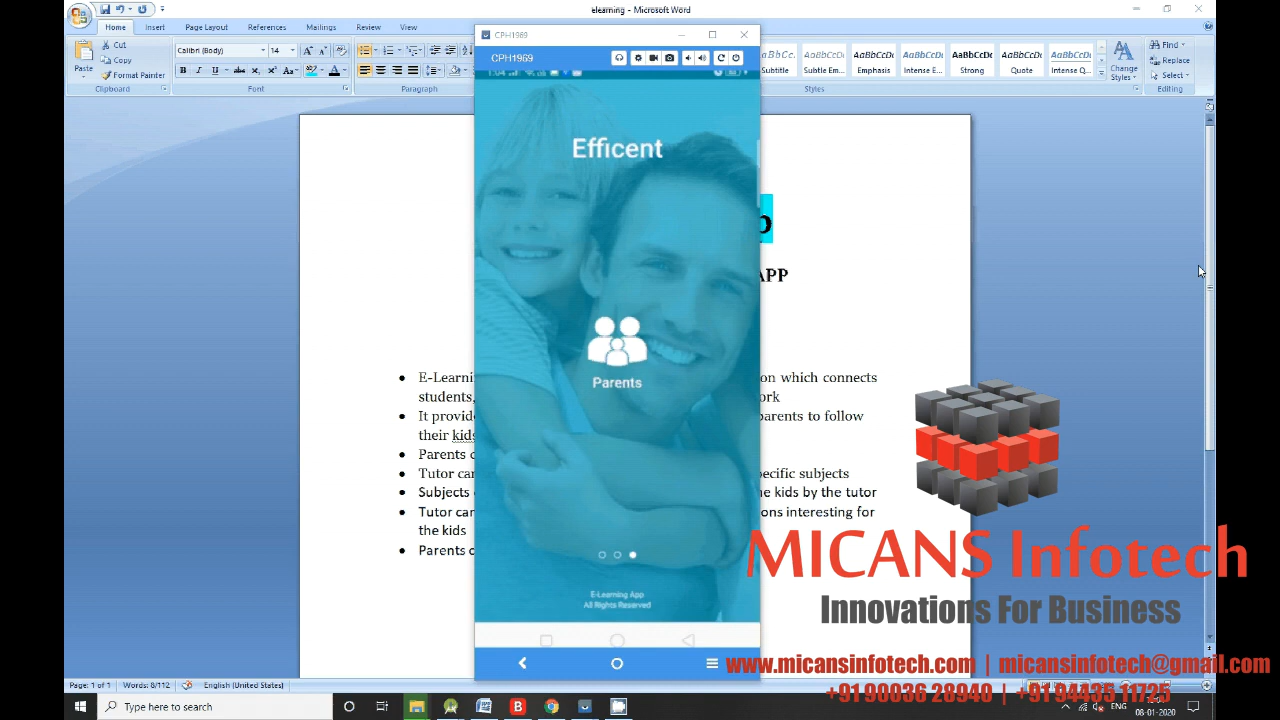 elearning - Microsoft Word
Home Insert Page Layout References Mailings Review View
Cut
Copy
Format Painter
Paste
Clipboard
Calibri (Body) 14
Font
Paragraph
Subtitle Subtle Em... Emphasis Intense E... Strong Quote Intense Q...
Change Styles
Styles
Find
Replace
Select
Editing
CPH1969
CPH1969
Efficent
APP
Parents
on which connects
students,
ork
It provid
parents to follow
their kids
Parents
Tutor ca
ecific subjects
Subjects
e kids by the tutor
Tutor can
ons interesting for
the kids
Parents
E-Learning App
All Rights Reserved
MICANS Infotech
Innovations For Business
www.micansinfotech.com | micansinfotech@gmail.com
+91 90036 28940 | +91 94435 11725
Page: 1 of 1 Words: 8/112 English (United States)
Type here to search
ENG
08-01-2020